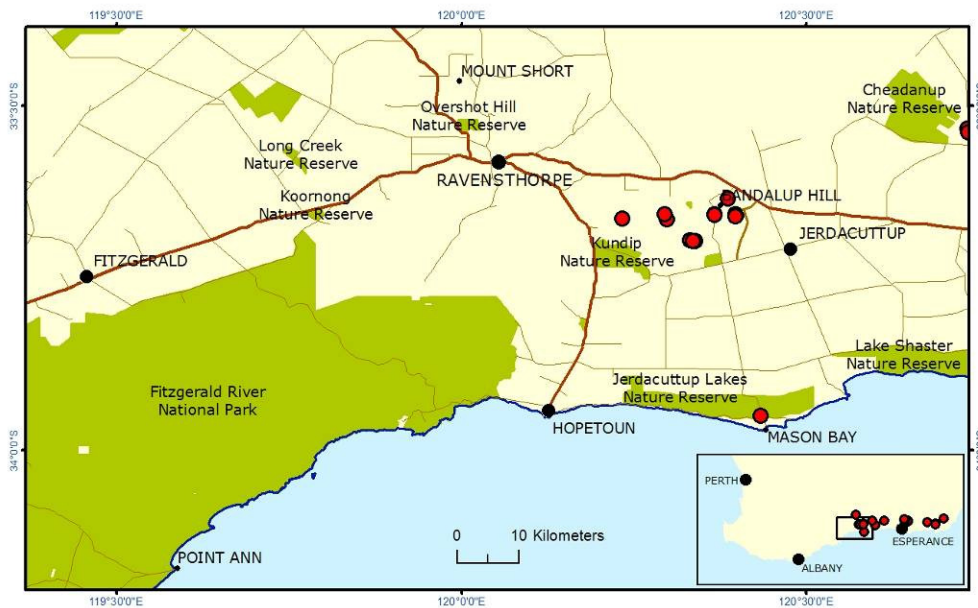 119°30'0"E
120°0'0"E
120°30'0"E
33°30'0"S
34°0'0"S
MOUNT SHORT
Cheadanup
Nature Reserve
Overshot Hill
Nature Reserve
Long Creek
Nature Reserve
RAVENSTHORPE
Koornong
Nature Reserve
BANDALUP HILL
JERDACUTTUP
Kundip
Nature Reserve
FITZGERALD
Lake Shaster
Nature Reserve
Fitzgerald River
National Park
Jerdacuttup Lakes
Nature Reserve
HOPETOUN
MASON BAY
POINT ANN
0 10 Kilometers
PERTH
ESPERANCE
ALBANY
119°30'0"E
120°0'0"E
120°30'0"E